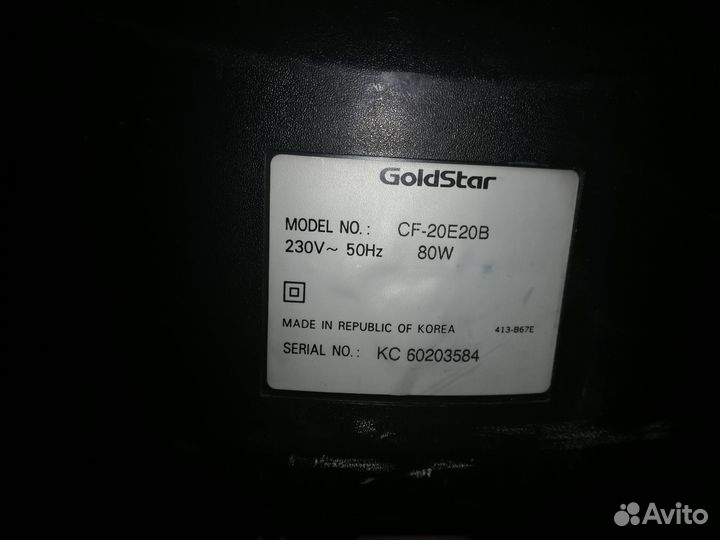 GoldStar
MODEL NO.: CF-20E20B
230V~ 50Hz 80W
MADE IN REPUBLIC OF KOREA 413-B67E
SERIAL NO.: KC 60203584
Avito